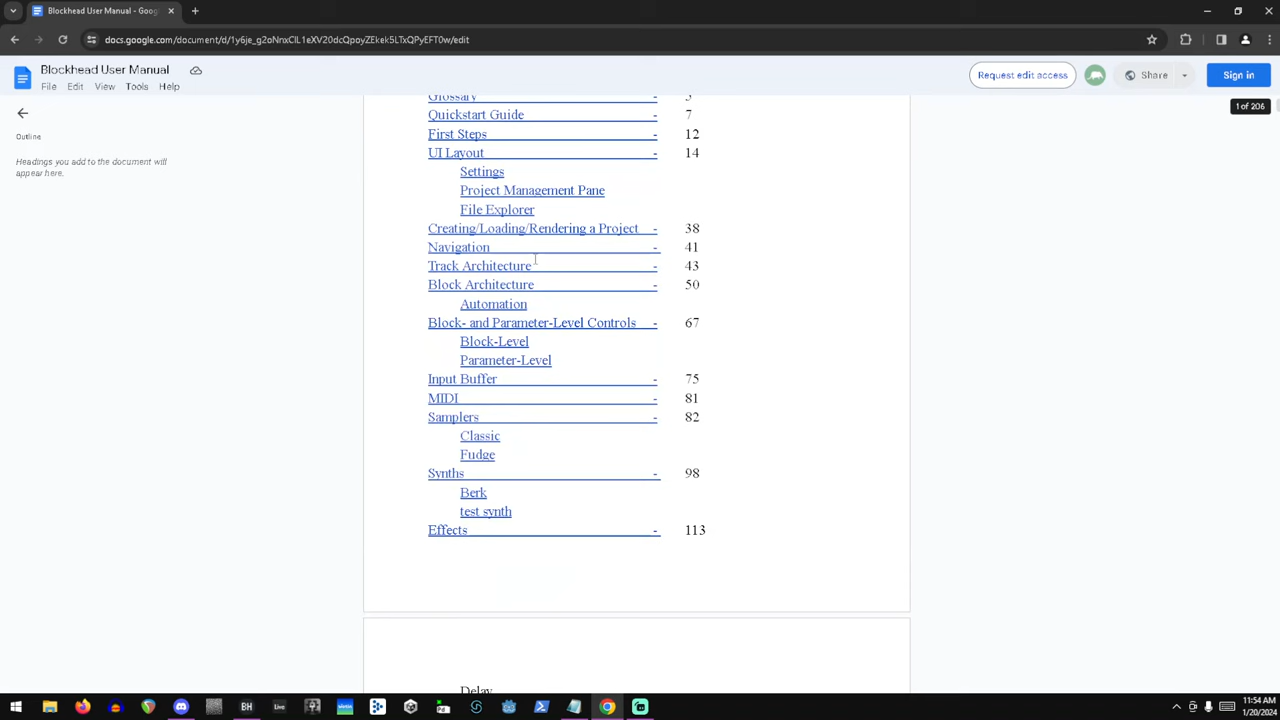 Blockhead User Manual - Goog
docs.google.com/document/d/1y6je_g2oNnxClL1eXV20dcQpoyZEkek5LTxQPyEFT0w/edit
Blockhead User Manual
File Edit View Tools Help
Request edit access
Share
Sign in
1 of 206
Outline
Headings you add to the document will
appear here.
Glossary - 5
Quickstart Guide - 7
First Steps - 12
UI Layout - 14
Settings
Project Management Pane
File Explorer
Creating/Loading/Rendering a Project - 38
Navigation - 41
Track Architecture - 43
Block Architecture - 50
Automation
Block- and Parameter-Level Controls - 67
Block-Level
Parameter-Level
Input Buffer - 75
MIDI - 81
Samplers - 82
Classic
Fudge
Synths - 98
Berk
test synth
Effects - 113
Delay
BH
Live
11:54 AM
1/20/2024